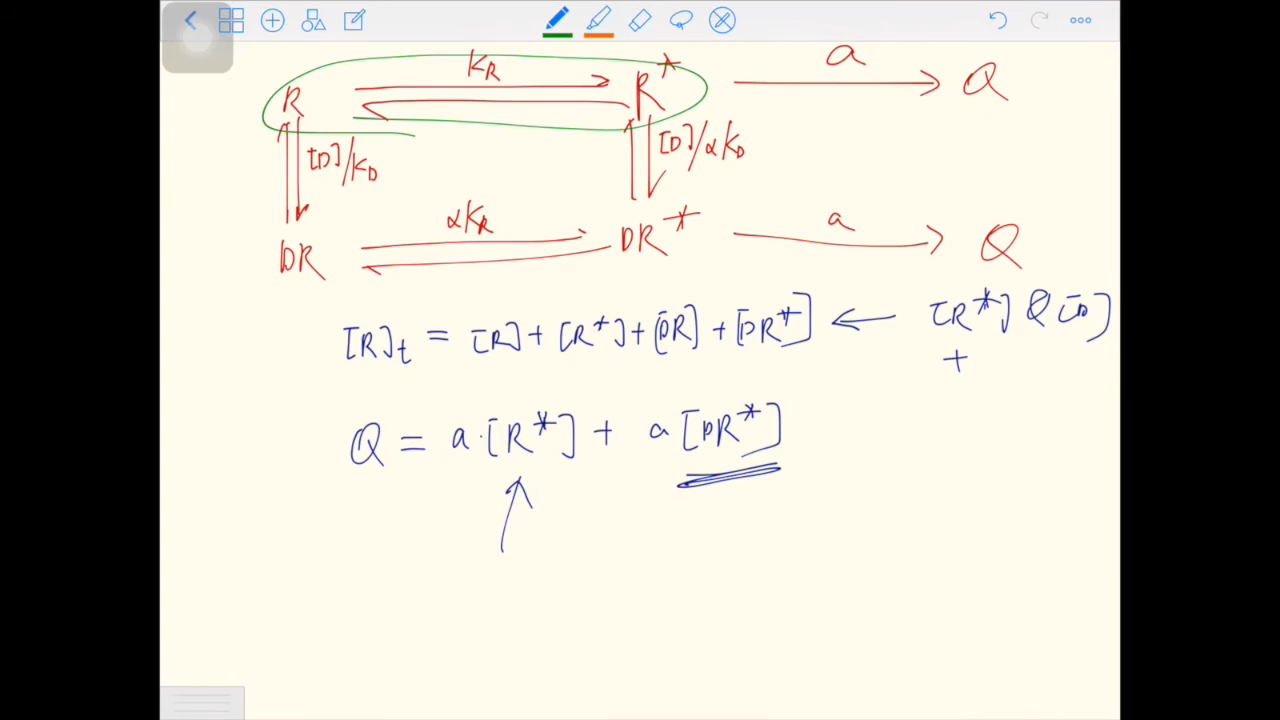 K_R a
R R* Q
[D]/K_D [D]/αK_D
αK_R a
DR DR* Q
[R]_t = [R] + [R*] + [DR] + [DR*] ← [R*] Q [D]
+
Q = a·[R*] + a[DR*]